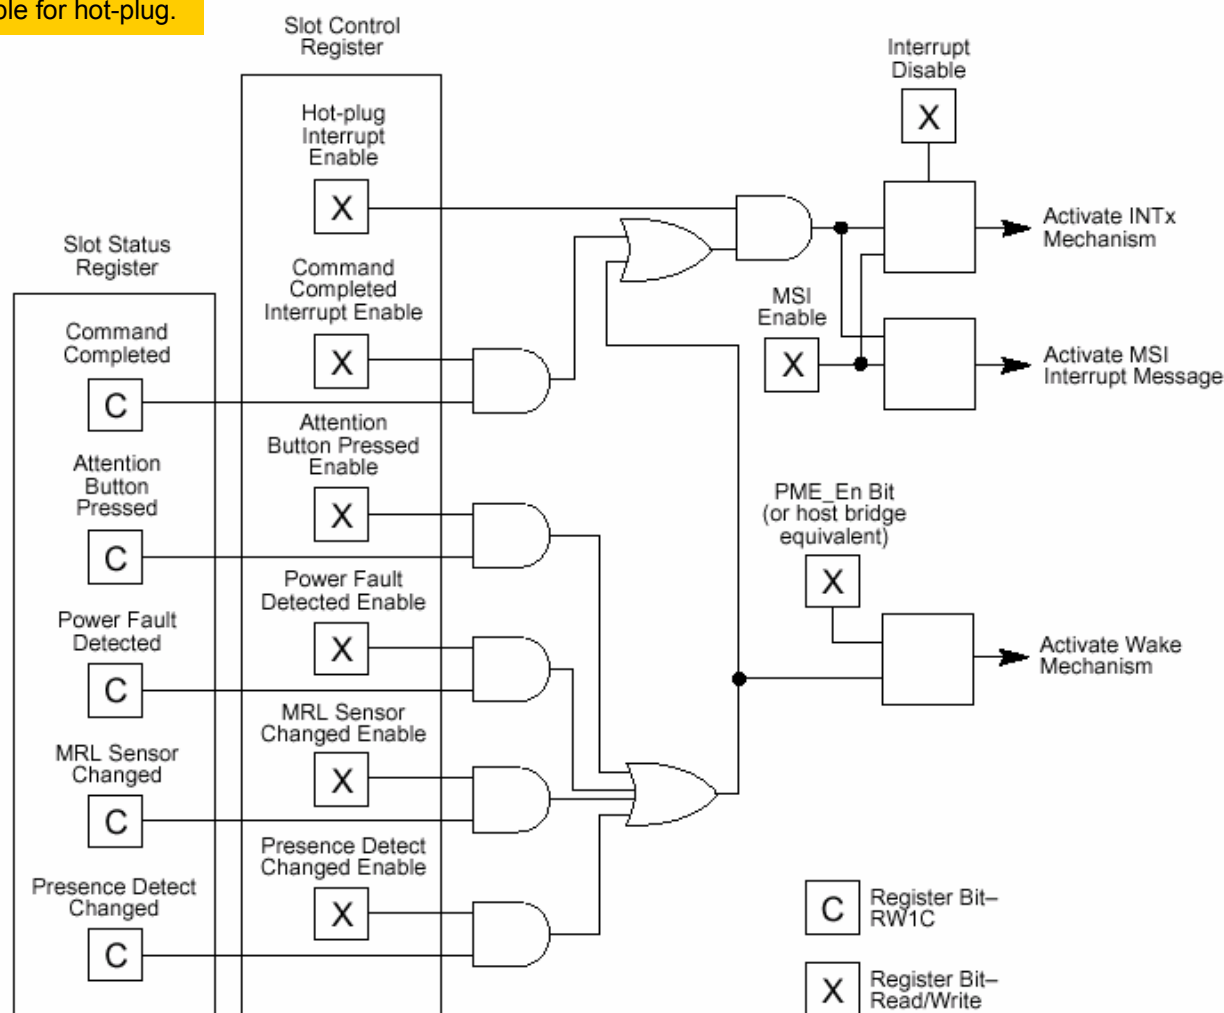 ble for hot-plug.
Slot Control
Register
Interrupt
Disable
X
Hot-plug
Interrupt
Enable
X
Activate INTx
Mechanism
Slot Status
Register
Command
Completed
Interrupt Enable
X
MSI
Enable
X
Activate MSI
Interrupt Message
Command
Completed
C
Attention
Button Pressed
Enable
X
Attention
Button
Pressed
C
PME_En Bit
(or host bridge
equivalent)
X
Power Fault
Detected Enable
X
Power Fault
Detected
C
Activate Wake
Mechanism
MRL Sensor
Changed Enable
X
MRL Sensor
Changed
C
Presence Detect
Changed Enable
X
Presence Detect
Changed
C
C
Register Bit–
RW1C
X
Register Bit–
Read/Write